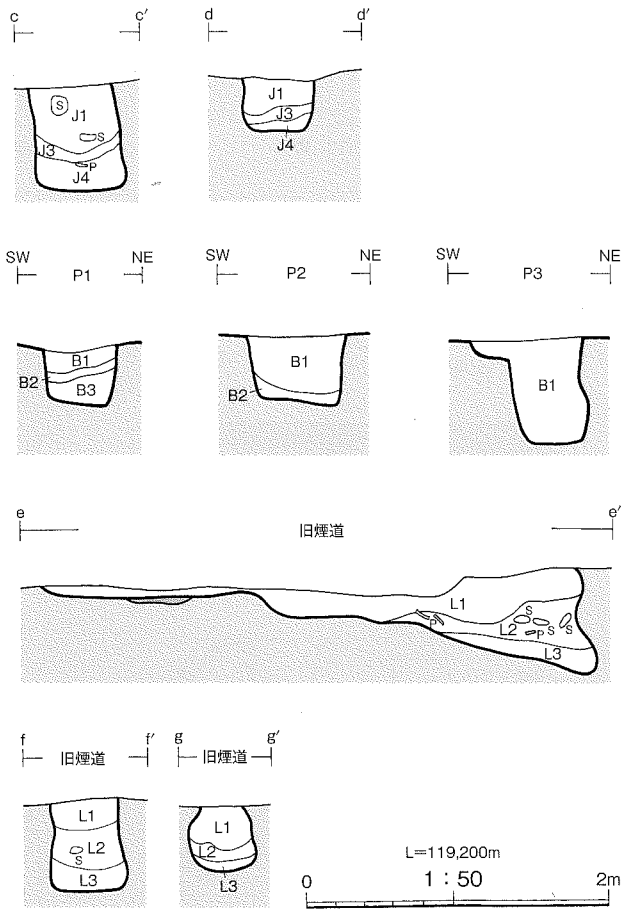 c c′ d d′
J1 S S J3 P J4
J1 J3 J4
SW P1 NE SW P2 NE SW P3 NE
B1 B2 B3
B1 B2
B1
e 旧煙道 e′
L1 P L2 S S S P L3
f 旧煙道 f′ g 旧煙道 g′
L1 L2 S L3
L1 L2 L3
L=119,200m
1:50
0 2m